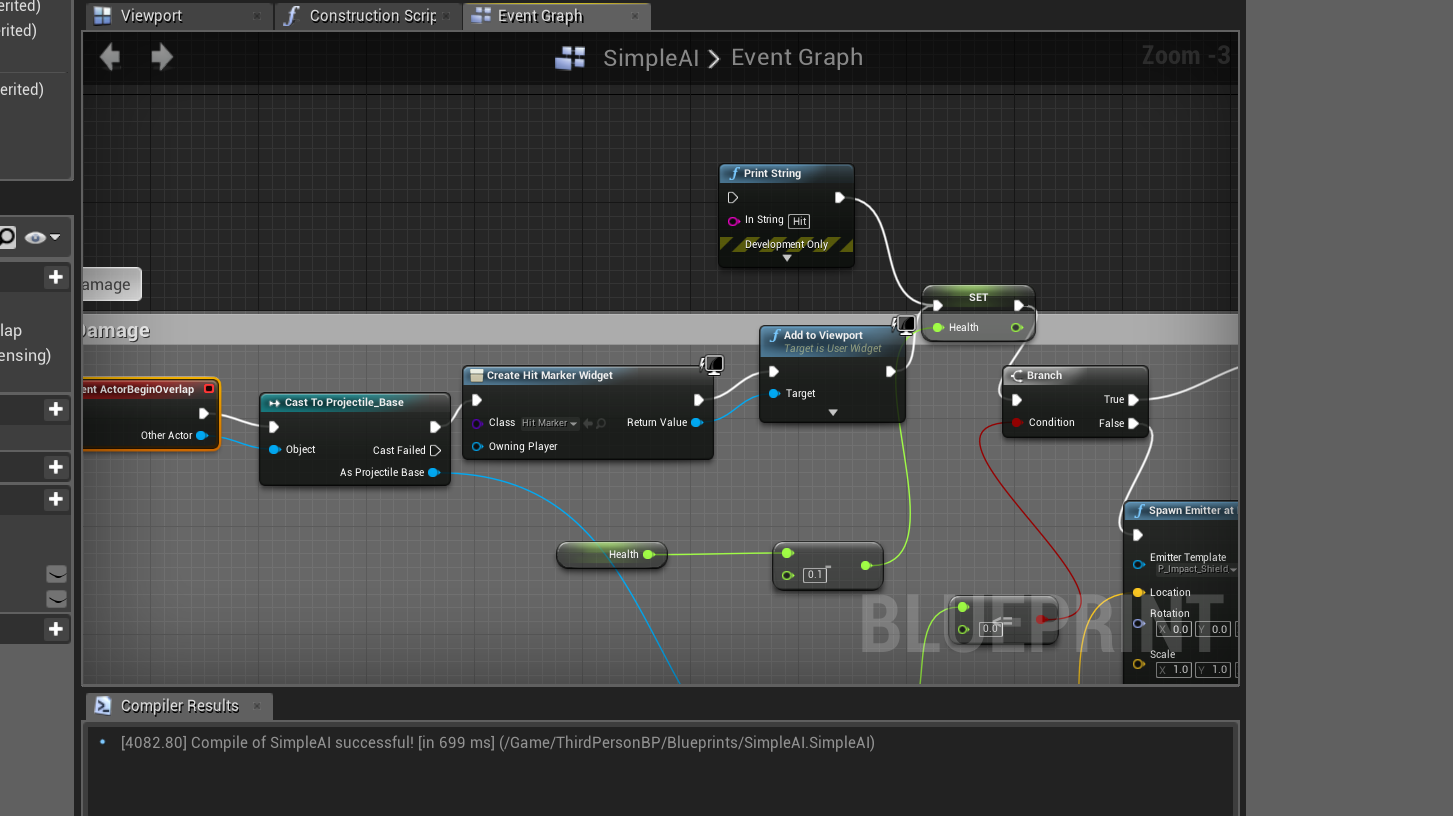 erited)
Viewport
Construction Scrip
Event Graph
rited)
SimpleAI
Event Graph
Zoom -3
erited)
Print String
In String
Hit
Development Only
amage
SET
Health
lap
ensing)
Damage
Add to Viewport
Target is User Widget
Target
Create Hit Marker Widget
Class
Hit Marker
Return Value
Owning Player
Branch
True
Condition
False
ent ActorBeginOverlap
Other Actor
Cast To Projectile_Base
Object
Cast Failed
As Projectile Base
Spawn Emitter at
Emitter Template
P_Impact_Shield
Location
Rotation
X 0.0
Y 0.0
Scale
X 1.0
Y 1.0
Health
0.1
<=
0.0
BLUEPRINT
Compiler Results
[4082.80] Compile of SimpleAI successful! [in 699 ms] (/Game/ThirdPersonBP/Blueprints/SimpleAI.SimpleAI)